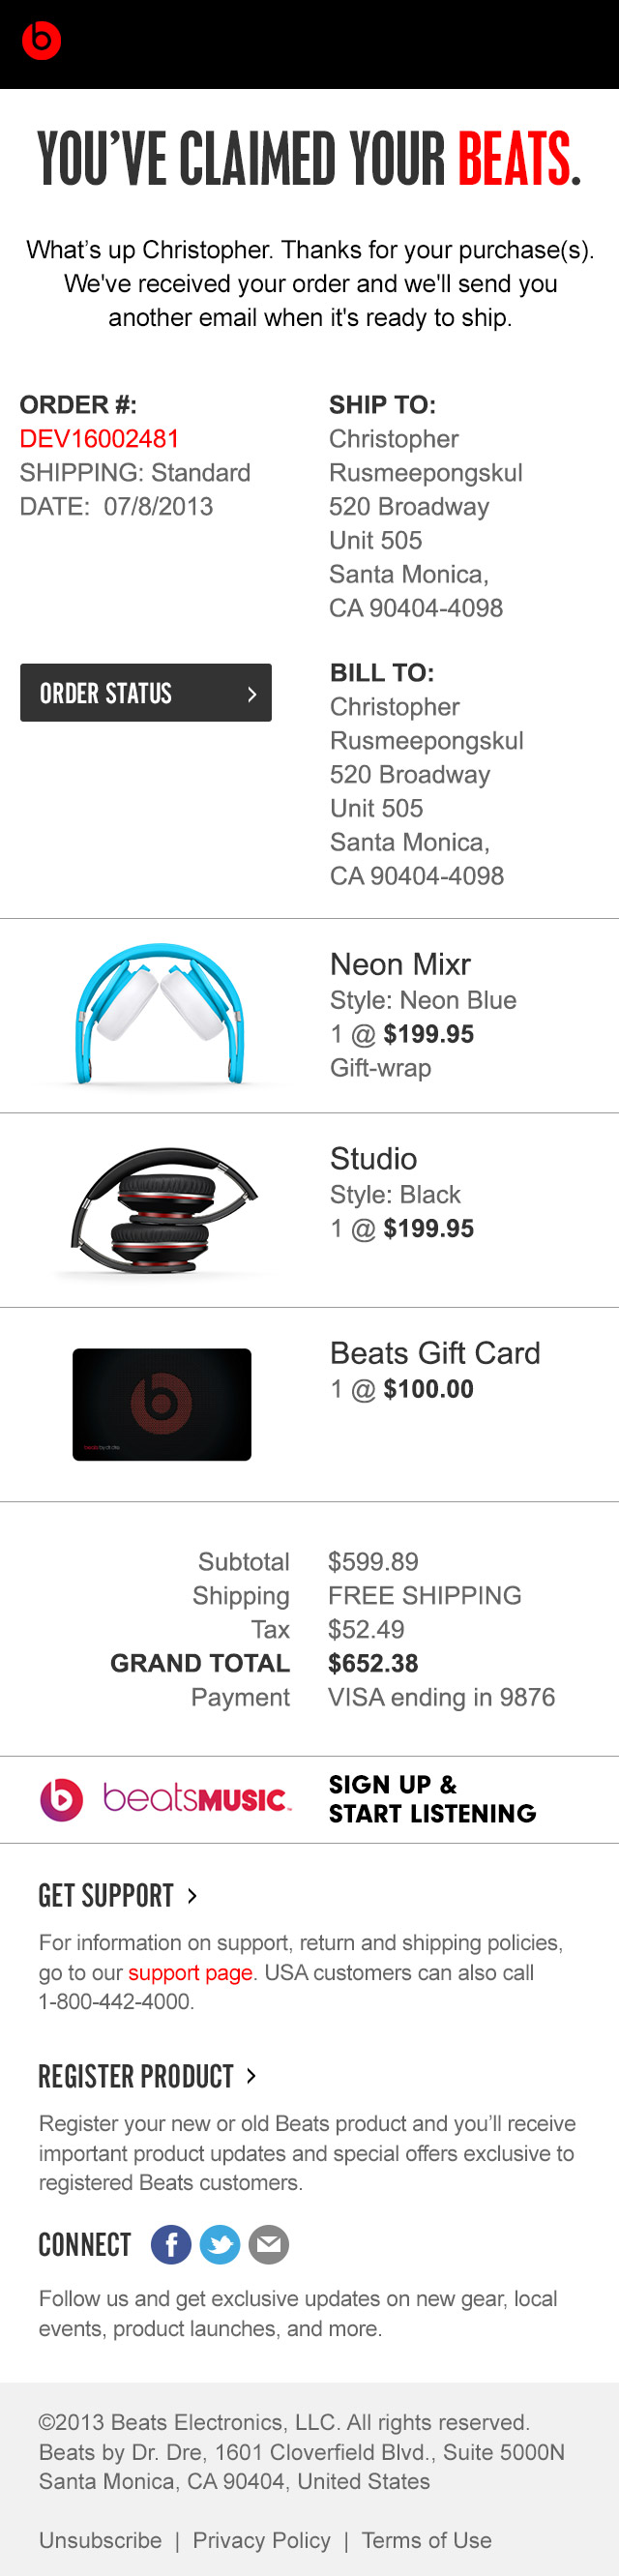 YOU'VE CLAIMED YOUR BEATS.
What's up Christopher. Thanks for your purchase(s).
We've received your order and we'll send you
another email when it's ready to ship.
ORDER #:
DEV16002481
SHIPPING: Standard
DATE: 07/8/2013
SHIP TO:
Christopher
Rusmeepongskul
520 Broadway
Unit 505
Santa Monica,
CA 90404-4098
ORDER STATUS >
BILL TO:
Christopher
Rusmeepongskul
520 Broadway
Unit 505
Santa Monica,
CA 90404-4098
Neon Mixr
Style: Neon Blue
1 @ $199.95
Gift-wrap
Studio
Style: Black
1 @ $199.95
Beats Gift Card
1 @ $100.00
Subtotal $599.89
Shipping FREE SHIPPING
Tax $52.49
GRAND TOTAL $652.38
Payment VISA ending in 9876
beatsMUSIC™
SIGN UP &
START LISTENING
GET SUPPORT >
For information on support, return and shipping policies,
go to our support page. USA customers can also call
1-800-442-4000.
REGISTER PRODUCT >
Register your new or old Beats product and you'll receive
important product updates and special offers exclusive to
registered Beats customers.
CONNECT
Follow us and get exclusive updates on new gear, local
events, product launches, and more.
©2013 Beats Electronics, LLC. All rights reserved.
Beats by Dr. Dre, 1601 Cloverfield Blvd., Suite 5000N
Santa Monica, CA 90404, United States
Unsubscribe | Privacy Policy | Terms of Use